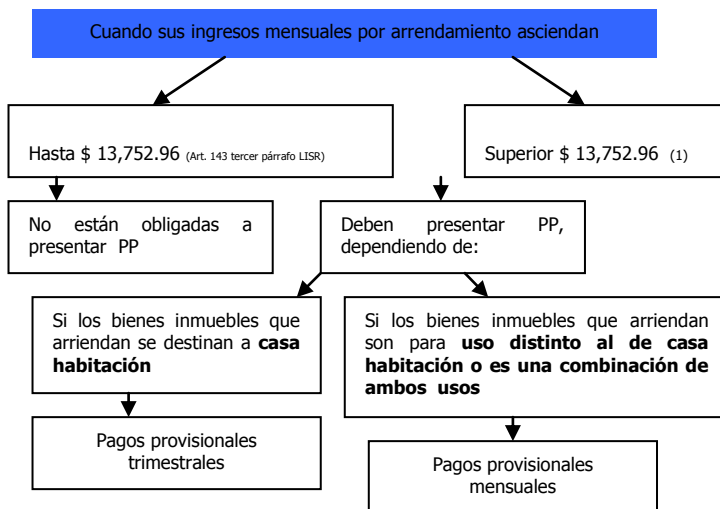 Cuando sus ingresos mensuales por arrendamiento asciendan
Hasta $ 13,752.96 (Art. 143 tercer párrafo LISR)
Superior $ 13,752.96 (1)
No están obligadas a
presentar PP
Deben presentar PP,
dependiendo de:
Si los bienes inmuebles que
arriendan se destinan a casa
habitación
Si los bienes inmuebles que arriendan
son para uso distinto al de casa
habitación o es una combinación de
ambos usos
Pagos provisionales
trimestrales
Pagos provisionales
mensuales